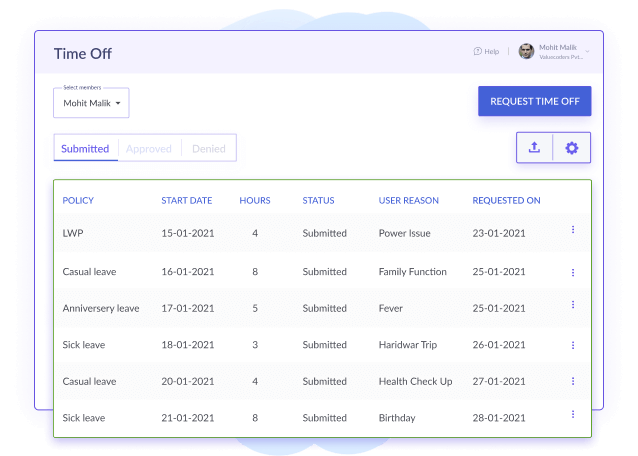 Time Off
Help
Mohit Malik
Valuecoders Pvt...
Select members
Mohit Malik
REQUEST TIME OFF
Submitted Approved Denied
POLICY START DATE HOURS STATUS USER REASON REQUESTED ON
LWP 15-01-2021 4 Submitted Power Issue 23-01-2021
Casual leave 16-01-2021 8 Submitted Family Function 25-01-2021
Anniversery leave 17-01-2021 5 Submitted Fever 25-01-2021
Sick leave 18-01-2021 3 Submitted Haridwar Trip 26-01-2021
Casual leave 20-01-2021 4 Submitted Health Check Up 27-01-2021
Sick leave 21-01-2021 8 Submitted Birthday 28-01-2021